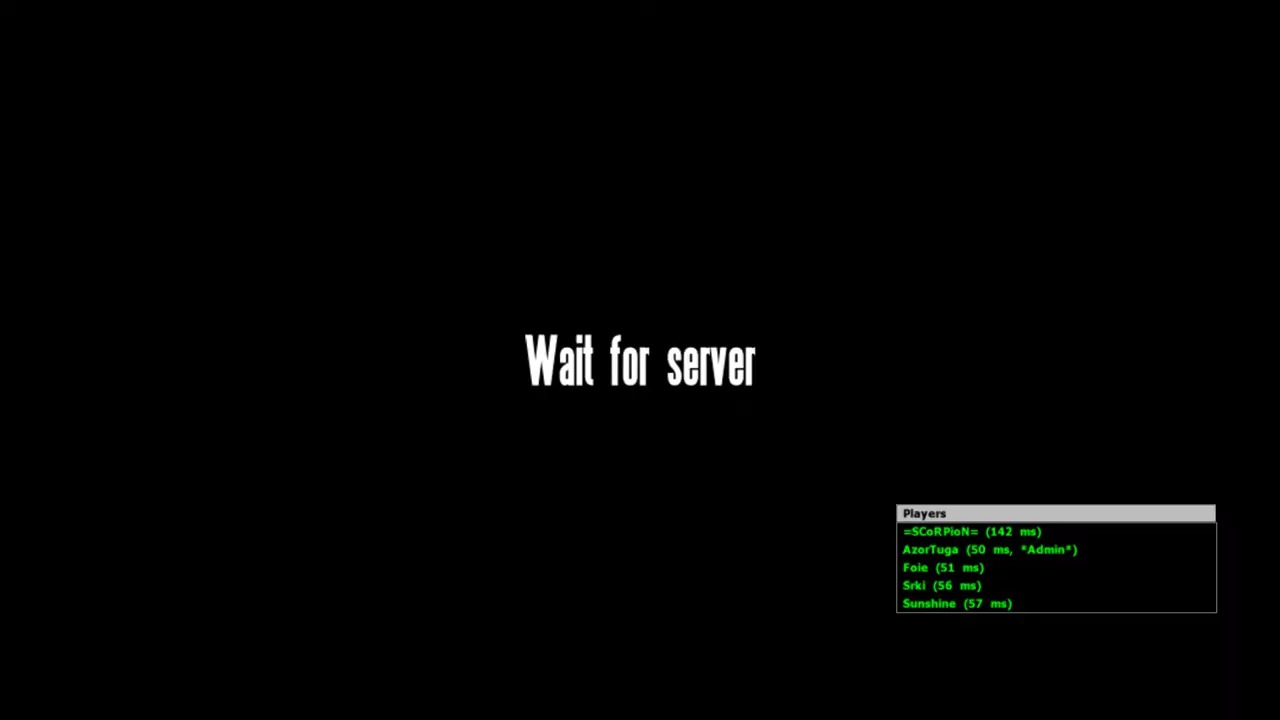 Wait for server
Players
=SCoRPioN= (142 ms)
AzorTuga (50 ms, *Admin*)
Foie (51 ms)
Srki (56 ms)
Sunshine (57 ms)